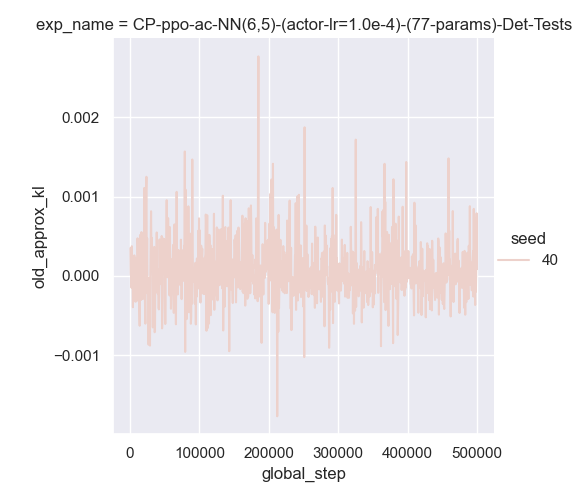 exp_name = CP-ppo-ac-NN(6,5)-(actor-lr=1.0e-4)-(77-params)-Det-Tests
0.002
0.001
0.000
−0.001
old_approx_kl
0
100000
200000
300000
400000
500000
global_step
seed
40